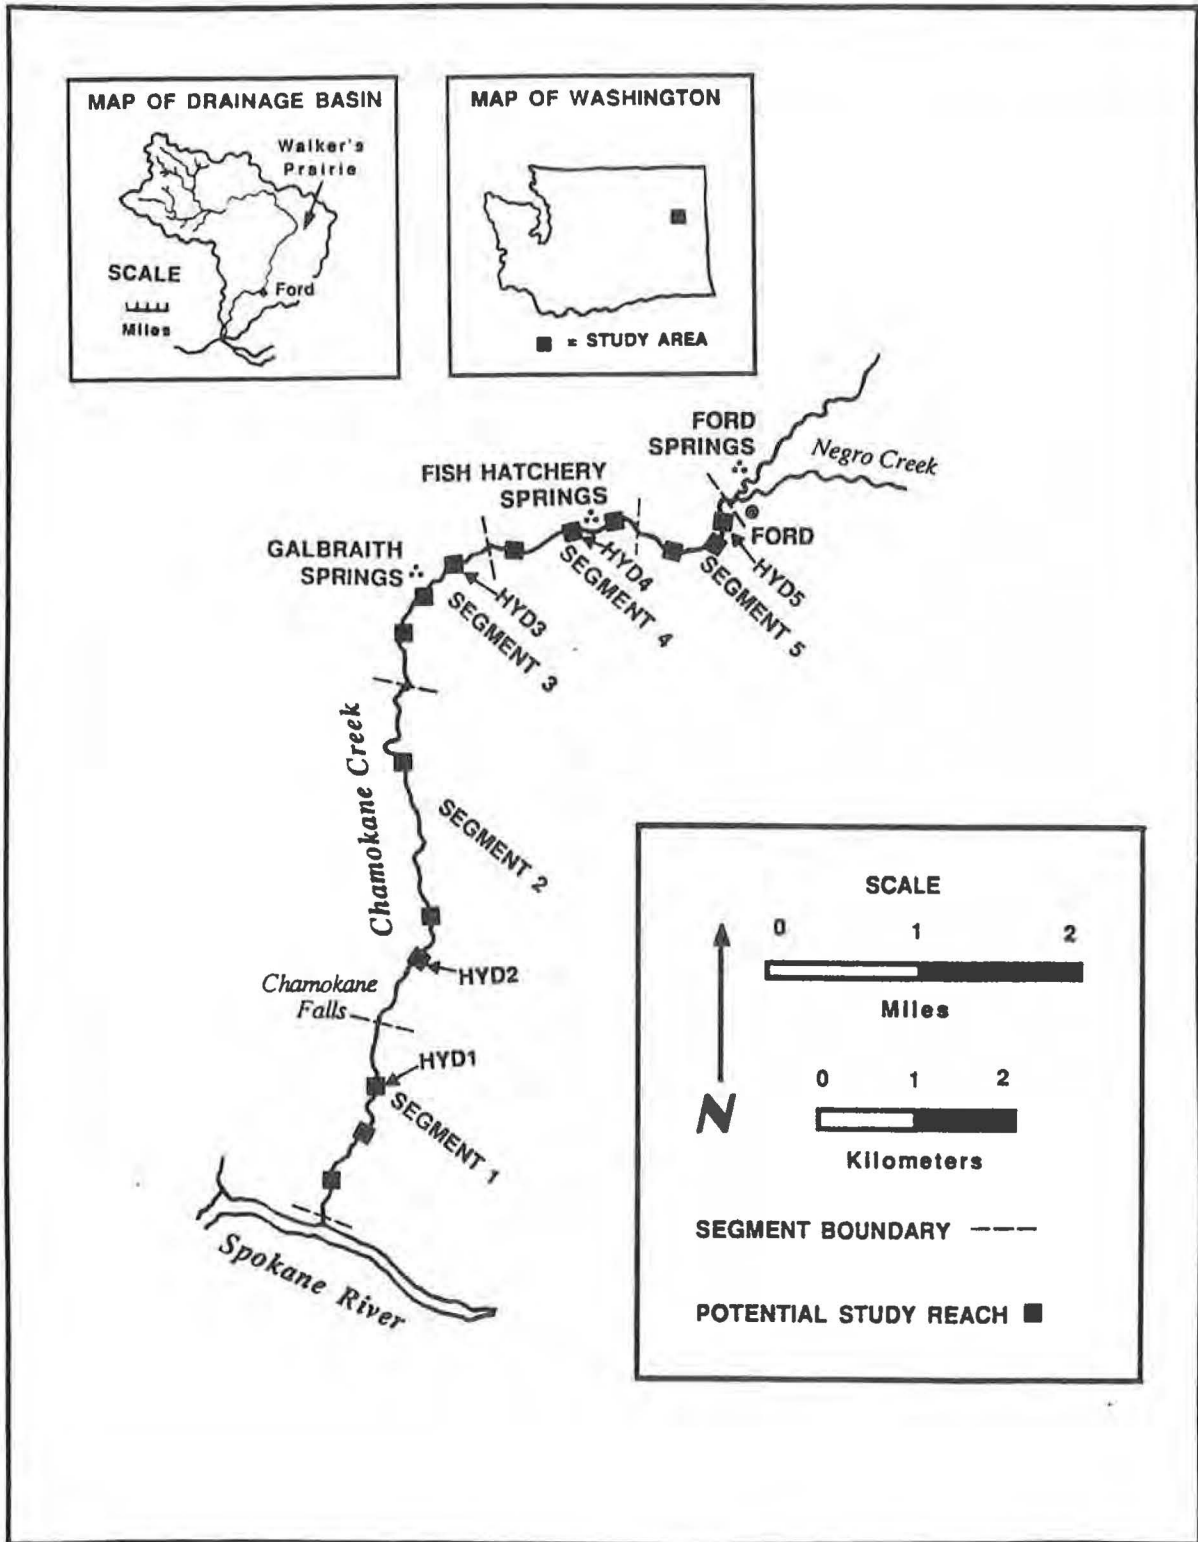 MAP OF DRAINAGE BASIN
Walker's
Prairie
SCALE
Miles
Ford
MAP OF WASHINGTON
■ = STUDY AREA
FORD
SPRINGS
Negro Creek
FISH HATCHERY
SPRINGS
FORD
GALBRAITH
SPRINGS
HYD3
HYD4
HYD5
SEGMENT 3
SEGMENT 4
SEGMENT 5
Chamokane Creek
SEGMENT 2
HYD2
Chamokane
Falls
HYD1
SEGMENT 1
Spokane River
SCALE
0 1 2
Miles
0 1 2
Kilometers
N
SEGMENT BOUNDARY
POTENTIAL STUDY REACH